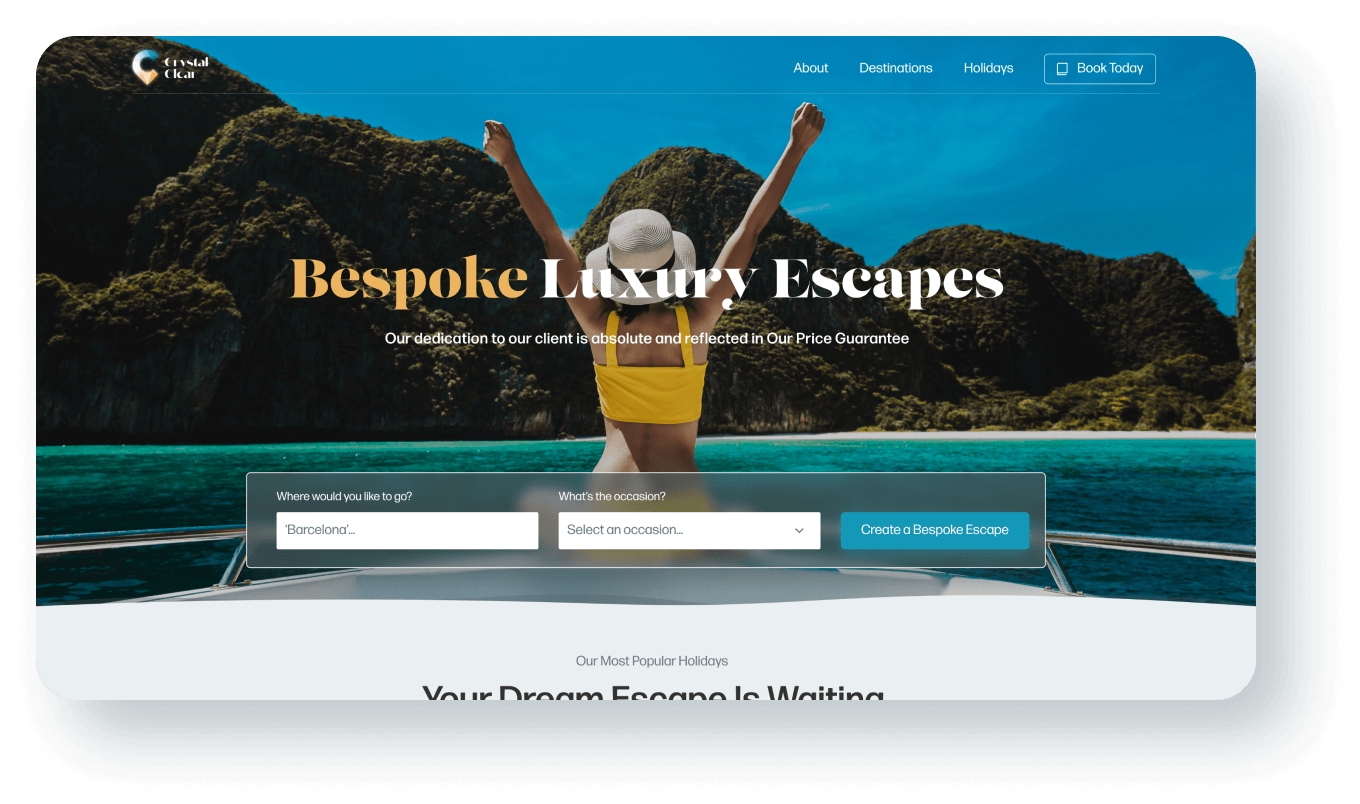 Crystal
Clear
About
Destinations
Holidays
Book Today
Bespoke Luxury Escapes
Our dedication to our client is absolute and reflected in Our Price Guarantee
Where would you like to go?
What's the occasion?
'Barcelona'...
Select an occasion...
Create a Bespoke Escape
Our Most Popular Holidays
Your Dream Escape Is Waiting